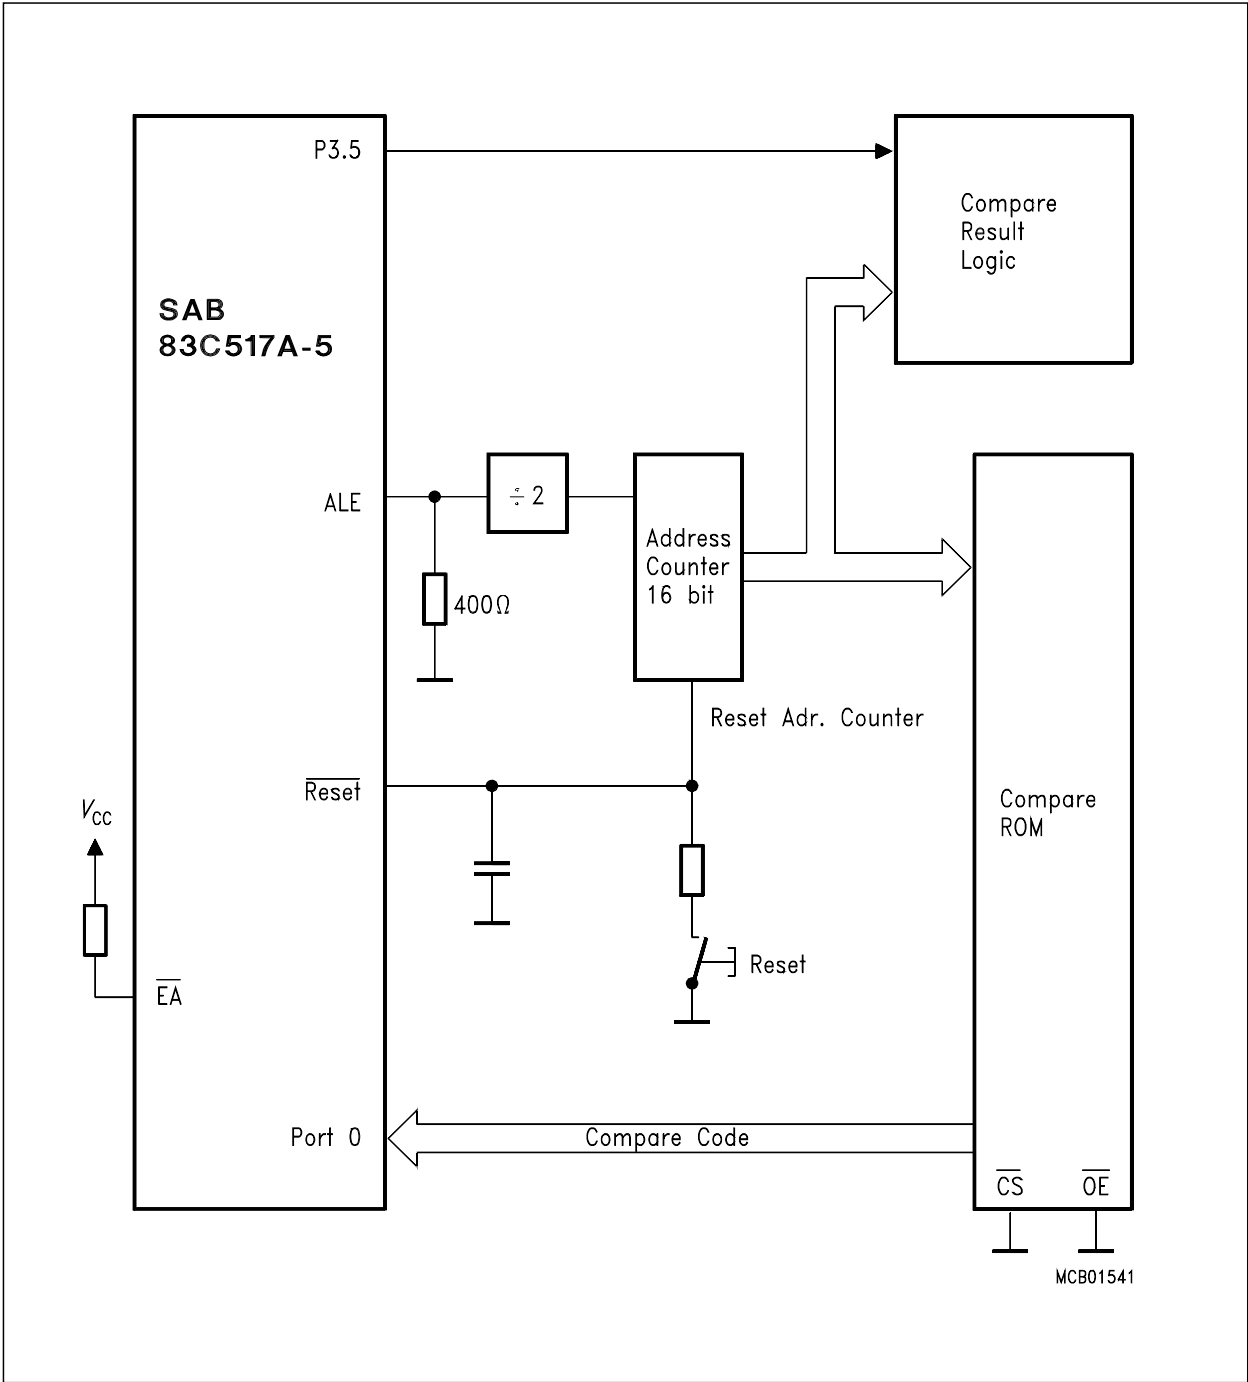 P3.5
Compare
Result
Logic
SAB
83C517A-5
ALE
÷ 2
Address
Counter
16 bit
400Ω
Reset Adr. Counter
Reset
VCC
Compare
ROM
Reset
EA
Port 0
Compare Code
CS
OE
MCB01541